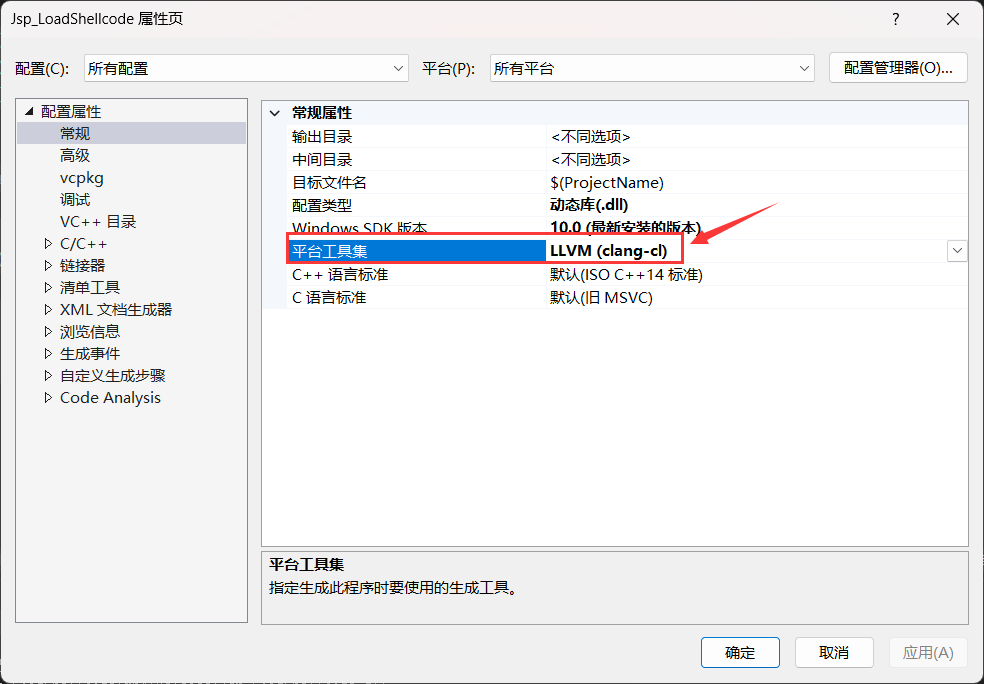 Jsp_LoadShellcode 属性页 ?
配置(C): 所有配置 平台(P): 所有平台 配置管理器(O)...
配置属性
常规
高级
vcpkg
调试
VC++ 目录
C/C++
链接器
清单工具
XML 文档生成器
浏览信息
生成事件
自定义生成步骤
Code Analysis
常规属性
输出目录 <不同选项>
中间目录 <不同选项>
目标文件名 $(ProjectName)
配置类型 动态库(.dll)
Windows SDK 版本 10.0 (最新安装的版本)
平台工具集 LLVM (clang-cl)
C++ 语言标准 默认(ISO C++14 标准)
C 语言标准 默认(旧 MSVC)
平台工具集
指定生成此程序时要使用的生成工具。
确定 取消 应用(A)